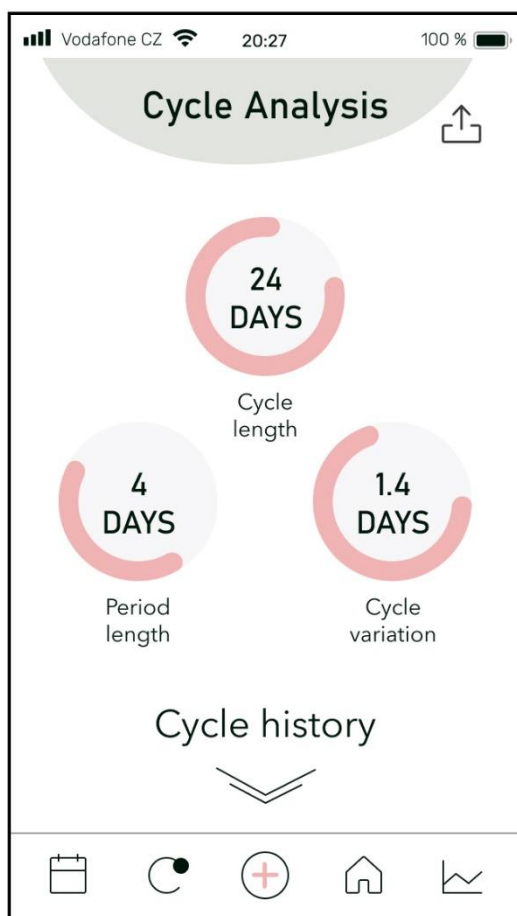 Vodafone CZ 20:27 100 %
Cycle Analysis
24
DAYS
Cycle
length
4
DAYS
Period
length
1.4
DAYS
Cycle
variation
Cycle history